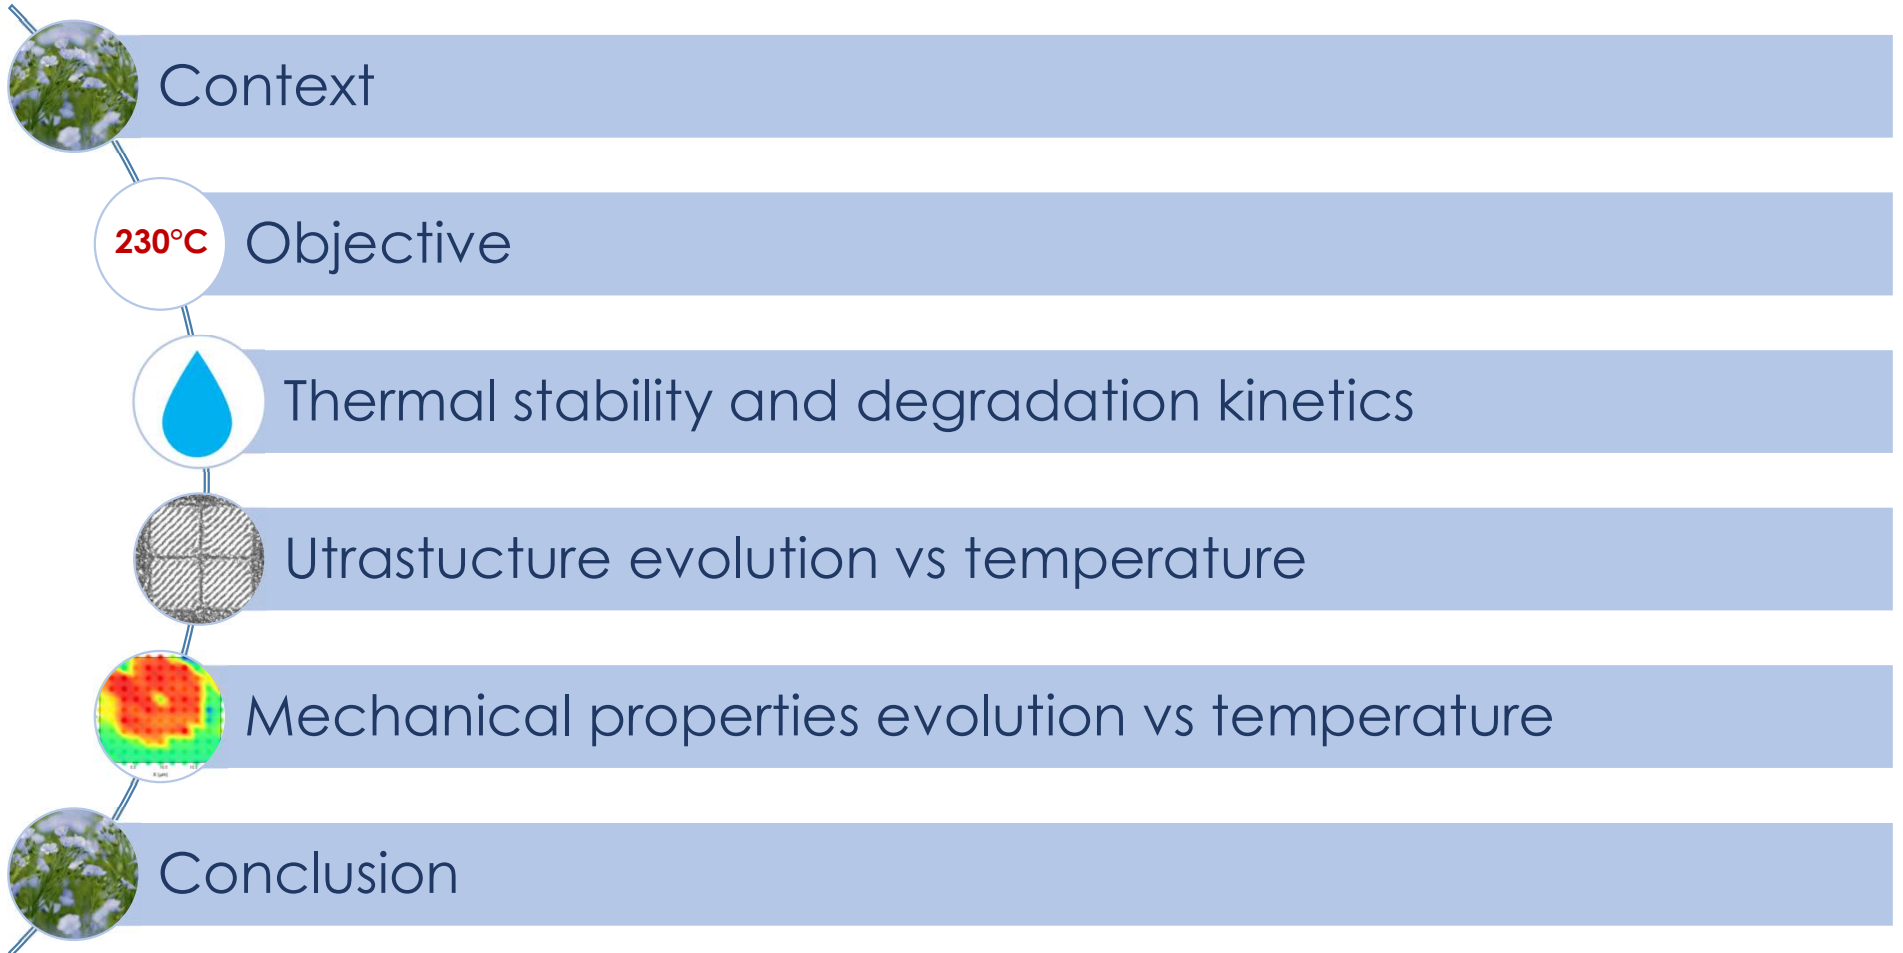 Context
230°C
Objective
Thermal stability and degradation kinetics
Utrastucture evolution vs temperature
Mechanical properties evolution vs temperature
Conclusion